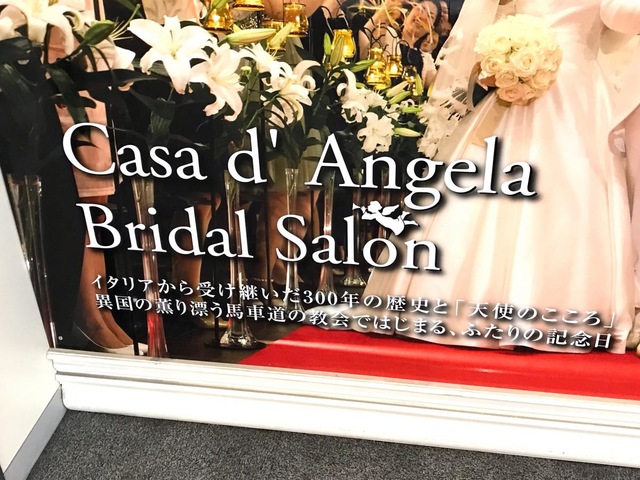 Casa d' Angela
Bridal Salon
イタリアから受け継いだ300年の歴史と「天使のこころ」
異国の薫り漂う馬車道の教会ではじまる、ふたりの記念日